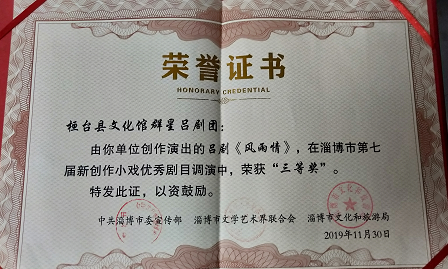 荣誉证书
HONORARY CREDENTIAL
桓台县文化馆群星吕剧团：
由你单位创作演出的吕剧《风雨情》，在淄博市第七
届新创作小戏优秀剧目调演中，荣获“三等奖”。
特发此证，以资鼓励。
中共淄博市委宣传部 淄博市文学艺术界联合会 淄博市文化和旅游局
2019年11月30日